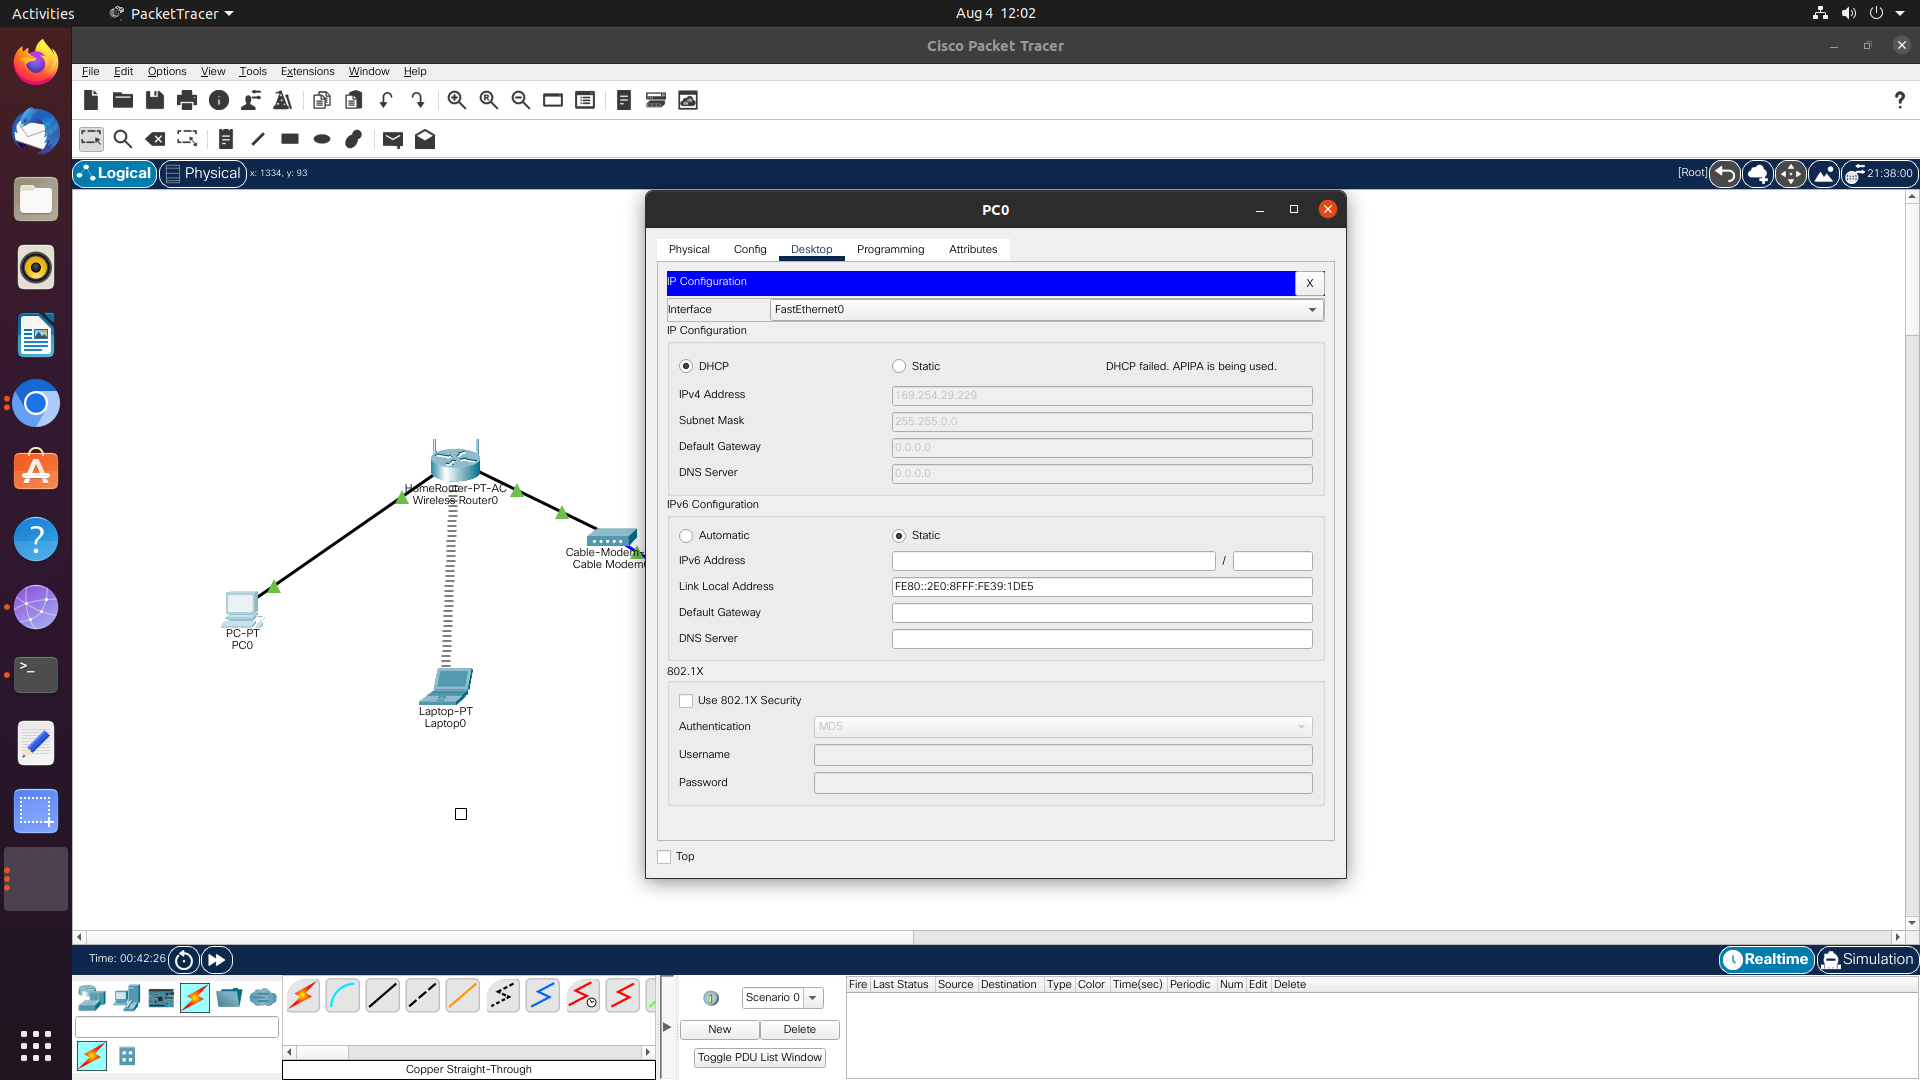 Activities
PacketTracer
Aug 4 12:02
Cisco Packet Tracer
File Edit Options View Tools Extensions Window Help
?
Logical
Physical
x: 1334, y: 93
[Root]
21:38:00
PC0
Physical Config Desktop Programming Attributes
IP Configuration
X
Interface
FastEthernet0
IP Configuration
DHCP
Static
DHCP failed. APIPA is being used.
IPv4 Address
169.254.29.229
Subnet Mask
255.255.0.0
Default Gateway
0.0.0.0
DNS Server
0.0.0.0
IPv6 Configuration
Automatic
Static
IPv6 Address
/
Link Local Address
FE80::2E0:8FFF:FE39:1DE5
Default Gateway
DNS Server
802.1X
Use 802.1X Security
Authentication
MD5
Username
Password
Top
HomeRouter-PT-AC
Wireless Router0
Cable-Modem-
Cable Modem
PC-PT
PC0
Laptop-PT
Laptop0
Time: 00:42:26
Realtime
Simulation
Scenario 0
New
Delete
Toggle PDU List Window
Fire Last Status Source Destination Type Color Time(sec) Periodic Num Edit Delete
Copper Straight-Through